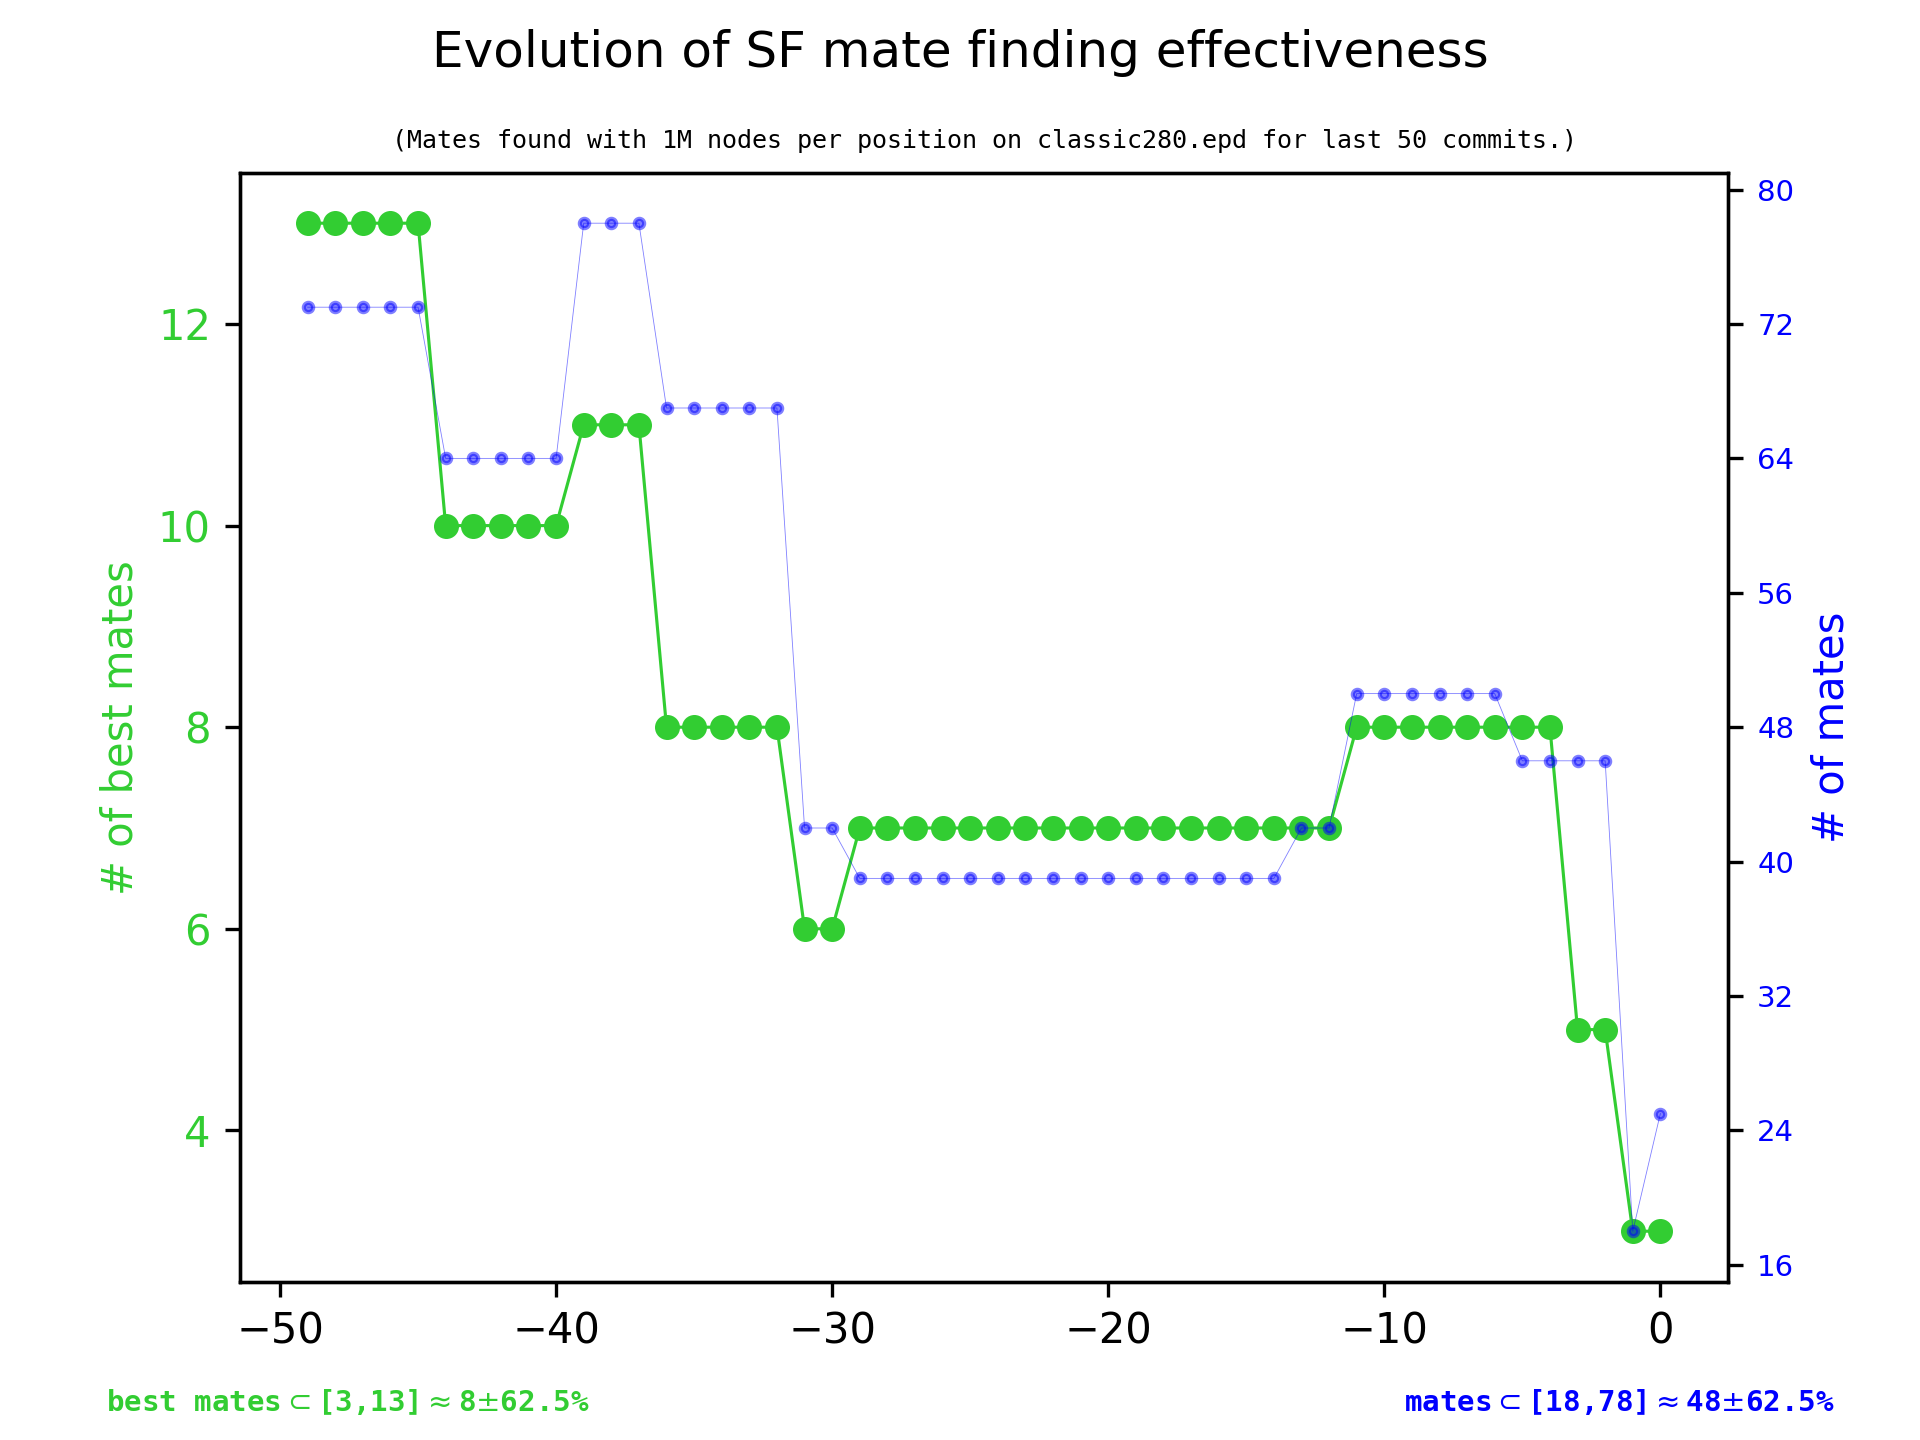 Evolution of SF mate finding effectiveness
(Mates found with 1M nodes per position on classic280.epd for last 50 commits.)
# of best mates
12
10
8
6
4
80
72
64
56
48
40
32
24
16
# of mates
−50 −40 −30 −20 −10 0
best mates ⊂ [3,13] ≈ 8±62.5%
mates ⊂ [18,78] ≈ 48±62.5%